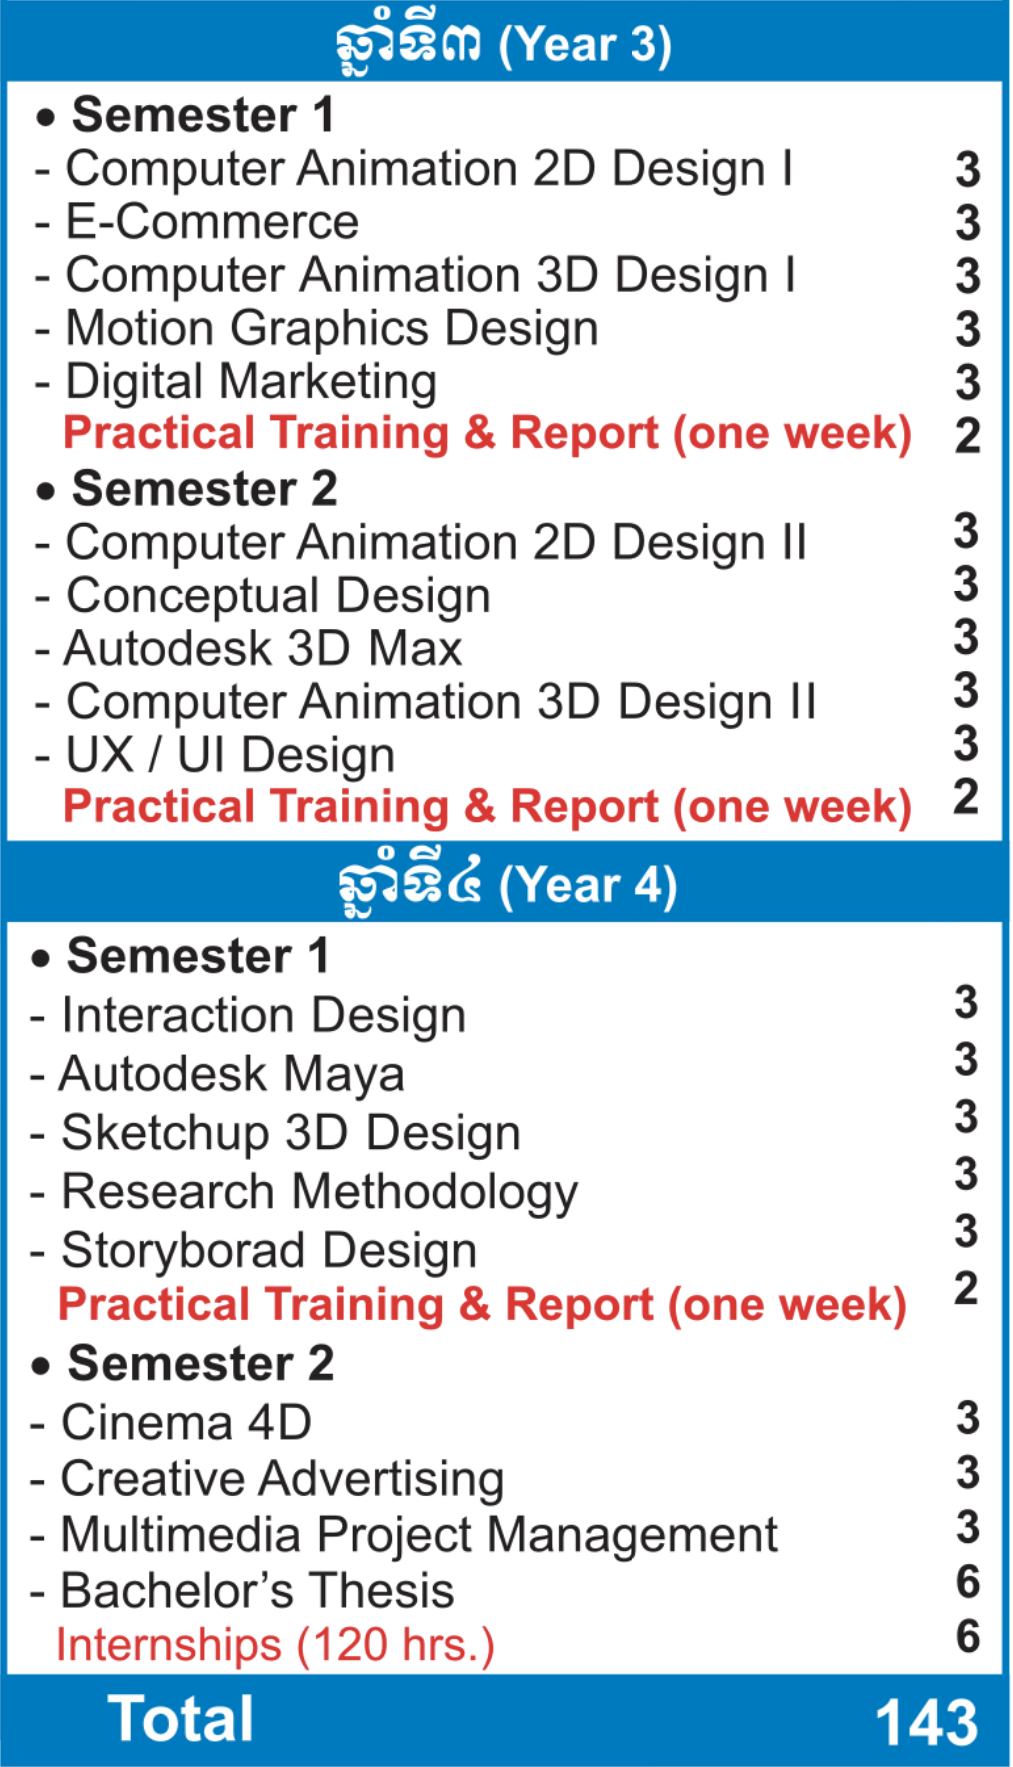 ឆ្នាំទី៣ (Year 3)
• Semester 1
- Computer Animation 2D Design I 3
- E-Commerce 3
- Computer Animation 3D Design I 3
- Motion Graphics Design 3
- Digital Marketing 3
Practical Training & Report (one week) 2
• Semester 2
- Computer Animation 2D Design II 3
- Conceptual Design 3
- Autodesk 3D Max 3
- Computer Animation 3D Design II 3
- UX / UI Design 3
Practical Training & Report (one week) 2
ឆ្នាំទី៤ (Year 4)
• Semester 1
- Interaction Design 3
- Autodesk Maya 3
- Sketchup 3D Design 3
- Research Methodology 3
- Storyborad Design 3
Practical Training & Report (one week) 2
• Semester 2
- Cinema 4D 3
- Creative Advertising 3
- Multimedia Project Management 3
- Bachelor’s Thesis 6
Internships (120 hrs.) 6
Total 143